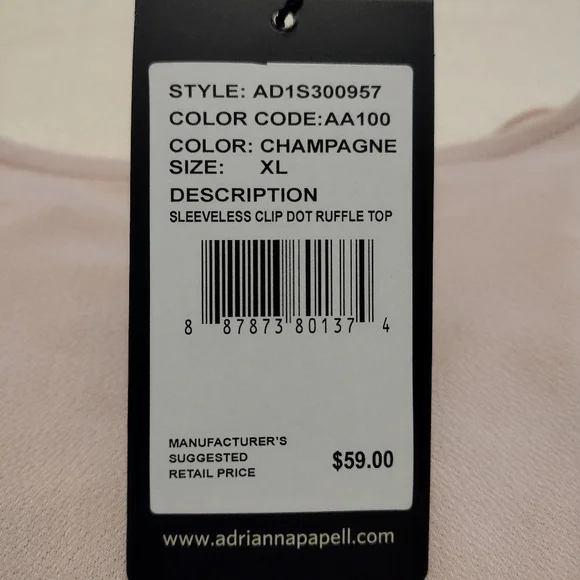 STYLE: AD1S300957
COLOR CODE:AA100
COLOR: CHAMPAGNE
SIZE: XL
DESCRIPTION
SLEEVELESS CLIP DOT RUFFLE TOP
8 87873 80137 4
MANUFACTURER'S
SUGGESTED
RETAIL PRICE
$59.00
www.adriannapapell.com